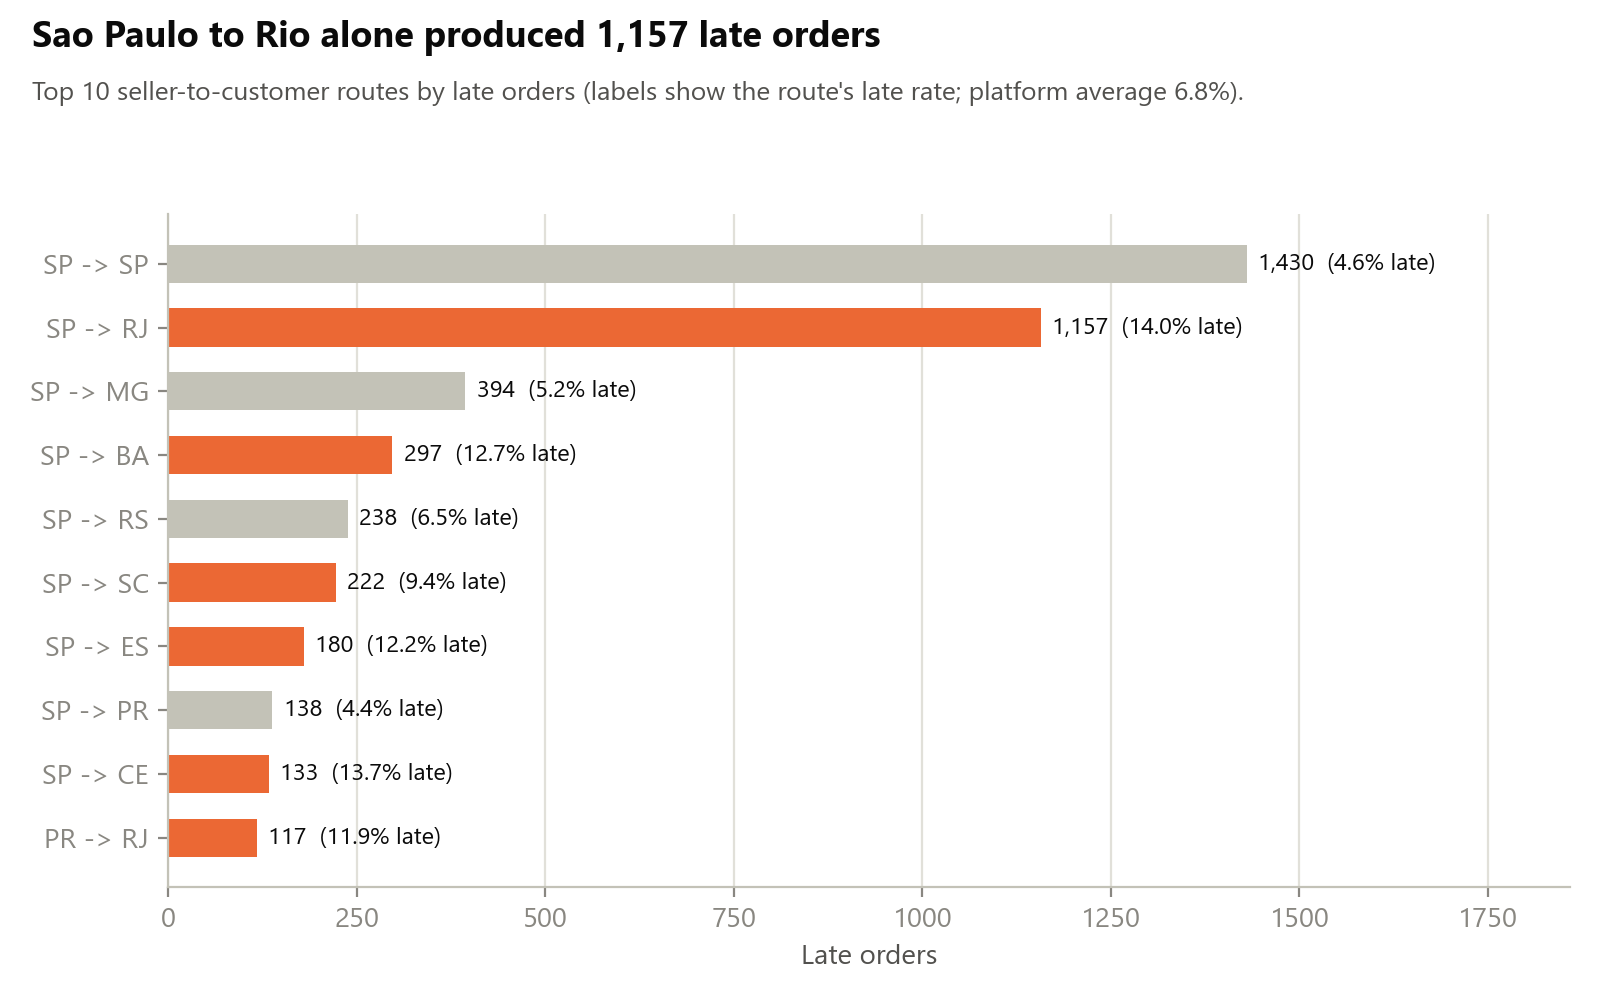 Sao Paulo to Rio alone produced 1,157 late orders
Top 10 seller-to-customer routes by late orders (labels show the route's late rate; platform average 6.8%).
SP -> SP 1,430 (4.6% late)
SP -> RJ 1,157 (14.0% late)
SP -> MG 394 (5.2% late)
SP -> BA 297 (12.7% late)
SP -> RS 238 (6.5% late)
SP -> SC 222 (9.4% late)
SP -> ES 180 (12.2% late)
SP -> PR 138 (4.4% late)
SP -> CE 133 (13.7% late)
PR -> RJ 117 (11.9% late)
0 250 500 750 1000 1250 1500 1750
Late orders